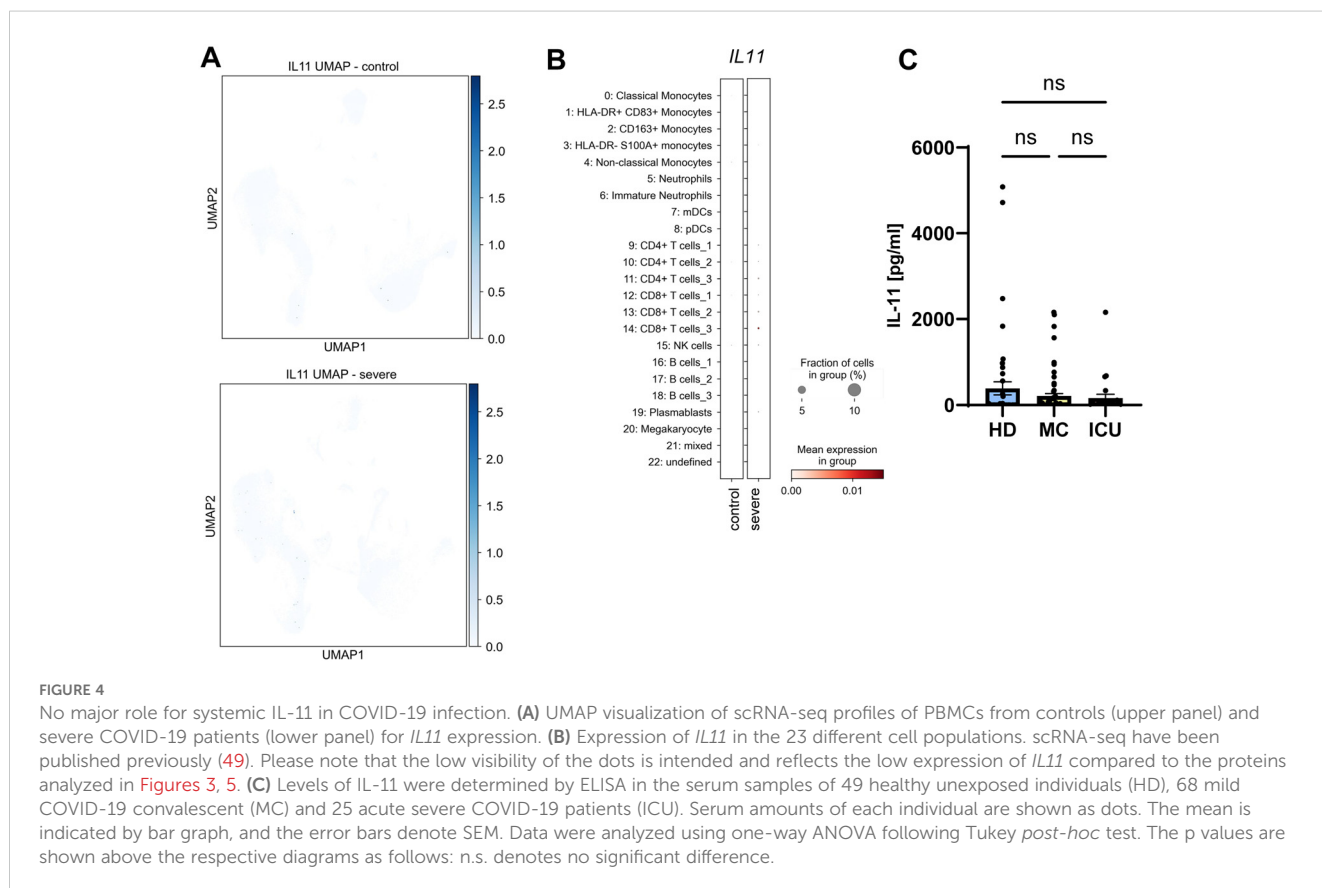 A
IL11 UMAP - control
UMAP2
2.5
2.0
1.5
1.0
0.5
0.0
UMAP1
IL11 UMAP - severe
UMAP2
2.5
2.0
1.5
1.0
0.5
0.0
UMAP1
B
IL11
0: Classical Monocytes
1: HLA-DR+ CD83+ Monocytes
2: CD163+ Monocytes
3: HLA-DR- S100A+ monocytes
4: Non-classical Monocytes
5: Neutrophils
6: Immature Neutrophils
7: mDCs
8: pDCs
9: CD4+ T cells_1
10: CD4+ T cells_2
11: CD4+ T cells_3
12: CD8+ T cells_1
13: CD8+ T cells_2
14: CD8+ T cells_3
15: NK cells
16: B cells_1
17: B cells_2
18: B cells_3
19: Plasmablasts
20: Megakaryocyte
21: mixed
22: undefined
control
severe
Fraction of cells
in group (%)
5 10
Mean expression
in group
0.00 0.01
C
ns
ns ns
IL-11 [pg/ml]
6000
4000
2000
0
HD MC ICU
FIGURE 4
No major role for systemic IL-11 in COVID-19 infection. (A) UMAP visualization of scRNA-seq profiles of PBMCs from controls (upper panel) and
severe COVID-19 patients (lower panel) for IL11 expression. (B) Expression of IL11 in the 23 different cell populations. scRNA-seq have been
published previously (49). Please note that the low visibility of the dots is intended and reflects the low expression of IL11 compared to the proteins
analyzed in Figures 3, 5. (C) Levels of IL-11 were determined by ELISA in the serum samples of 49 healthy unexposed individuals (HD), 68 mild
COVID-19 convalescent (MC) and 25 acute severe COVID-19 patients (ICU). Serum amounts of each individual are shown as dots. The mean is
indicated by bar graph, and the error bars denote SEM. Data were analyzed using one-way ANOVA following Tukey post-hoc test. The p values are
shown above the respective diagrams as follows: n.s. denotes no significant difference.